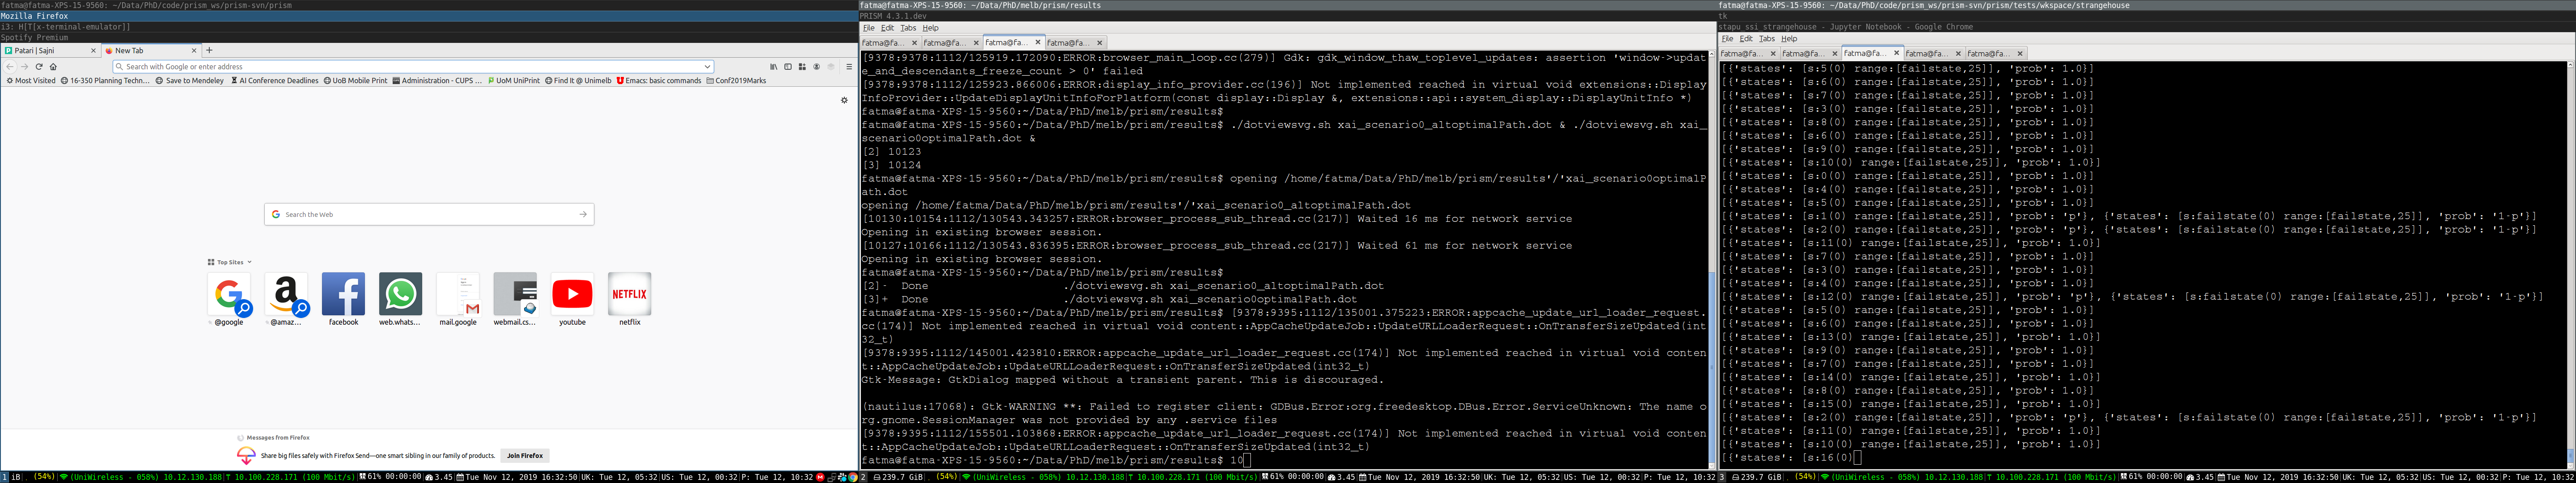 fatma@fatma-XPS-15-9560: ~/Data/PhD/code/prism_ws/prism-svn/prism
Mozilla Firefox
i3: H[T[x-terminal-emulator]]
Spotify Premium
Patari | Sajni
New Tab
Search with Google or enter address
Most Visited
16-350 Planning Techn…
Save to Mendeley
AI Conference Deadlines
UoB Mobile Print
Administration - CUPS …
UoM UniPrint
Find It @ Unimelb
Emacs: basic commands
Conf2019Marks
Search the Web
Top Sites
@google
@amaz…
facebook
web.whats…
mail.google
webmail.cs…
youtube
NETFLIX
netflix
Messages from Firefox
Share big files safely with Firefox Send—one smart sibling in our family of products.
Join Firefox
1 iB| (54%)|(UniWireless - 058%) 10.12.130.188|T 10.100.228.171 (100 Mbit/s)|61% 00:00:00|3.45|Tue Nov 12, 2019 16:32:50|UK: Tue 12, 05:32|US: Tue 12, 00:32|P: Tue 12, 10:32
fatma@fatma-XPS-15-9560: ~/Data/PhD/melb/prism/results
PRISM 4.3.1.dev
File Edit Tabs Help
fatma@fa… fatma@fa… fatma@fa… fatma@fa…
[9378:9378:1112/125919.172090:ERROR:browser_main_loop.cc(279)] Gdk: gdk_window_thaw_toplevel_updates: assertion 'window->updat
e_and_descendants_freeze_count > 0' failed
[9378:9378:1112/125923.866006:ERROR:display_info_provider.cc(196)] Not implemented reached in virtual void extensions::Display
InfoProvider::UpdateDisplayUnitInfoForPlatform(const display::Display &, extensions::api::system_display::DisplayUnitInfo *)
fatma@fatma-XPS-15-9560:~/Data/PhD/melb/prism/results$
fatma@fatma-XPS-15-9560:~/Data/PhD/melb/prism/results$ ./dotviewsvg.sh xai_scenario0_altoptimalPath.dot & ./dotviewsvg.sh xai_
scenario0optimalPath.dot &
[2] 10123
[3] 10124
fatma@fatma-XPS-15-9560:~/Data/PhD/melb/prism/results$ opening /home/fatma/Data/PhD/melb/prism/results'/'xai_scenario0optimalP
ath.dot
opening /home/fatma/Data/PhD/melb/prism/results'/'xai_scenario0_altoptimalPath.dot
[10130:10154:1112/130543.343257:ERROR:browser_process_sub_thread.cc(217)] Waited 16 ms for network service
Opening in existing browser session.
[10127:10166:1112/130543.836395:ERROR:browser_process_sub_thread.cc(217)] Waited 61 ms for network service
Opening in existing browser session.
fatma@fatma-XPS-15-9560:~/Data/PhD/melb/prism/results$
[2]- Done ./dotviewsvg.sh xai_scenario0_altoptimalPath.dot
[3]+ Done ./dotviewsvg.sh xai_scenario0optimalPath.dot
fatma@fatma-XPS-15-9560:~/Data/PhD/melb/prism/results$ [9378:9395:1112/135001.375223:ERROR:appcache_update_url_loader_request.
cc(174)] Not implemented reached in virtual void content::AppCacheUpdateJob::UpdateURLLoaderRequest::OnTransferSizeUpdated(int
32_t)
[9378:9395:1112/145001.423810:ERROR:appcache_update_url_loader_request.cc(174)] Not implemented reached in virtual void conten
t::AppCacheUpdateJob::UpdateURLLoaderRequest::OnTransferSizeUpdated(int32_t)
Gtk-Message: GtkDialog mapped without a transient parent. This is discouraged.
(nautilus:17068): Gtk-WARNING **: Failed to register client: GDBus.Error:org.freedesktop.DBus.Error.ServiceUnknown: The name o
rg.gnome.SessionManager was not provided by any .service files
[9378:9395:1112/155501.103868:ERROR:appcache_update_url_loader_request.cc(174)] Not implemented reached in virtual void conten
t::AppCacheUpdateJob::UpdateURLLoaderRequest::OnTransferSizeUpdated(int32_t)
fatma@fatma-XPS-15-9560:~/Data/PhD/melb/prism/results$ 10
2 239.7 GiB| (54%)|(UniWireless - 058%) 10.12.130.188|T 10.100.228.171 (100 Mbit/s)|61% 00:00:00|3.45|Tue Nov 12, 2019 16:32:50|UK: Tue 12, 05:32|US: Tue 12, 00:32|P: Tue 12, 10:32
fatma@fatma-XPS-15-9560: ~/Data/PhD/code/prism_ws/prism-svn/prism/tests/wkspace/strangehouse
tk
stapu_ssi_strangehouse - Jupyter Notebook - Google Chrome
File Edit Tabs Help
fatma@fa… fatma@fa… fatma@fa… fatma@fa… fatma@fa…
[{'states': [s:5(0) range:[failstate,25]], 'prob': 1.0}]
[{'states': [s:6(0) range:[failstate,25]], 'prob': 1.0}]
[{'states': [s:7(0) range:[failstate,25]], 'prob': 1.0}]
[{'states': [s:3(0) range:[failstate,25]], 'prob': 1.0}]
[{'states': [s:8(0) range:[failstate,25]], 'prob': 1.0}]
[{'states': [s:6(0) range:[failstate,25]], 'prob': 1.0}]
[{'states': [s:9(0) range:[failstate,25]], 'prob': 1.0}]
[{'states': [s:10(0) range:[failstate,25]], 'prob': 1.0}]
[{'states': [s:0(0) range:[failstate,25]], 'prob': 1.0}]
[{'states': [s:4(0) range:[failstate,25]], 'prob': 1.0}]
[{'states': [s:5(0) range:[failstate,25]], 'prob': 1.0}]
[{'states': [s:1(0) range:[failstate,25]], 'prob': 'p'}, {'states': [s:failstate(0) range:[failstate,25]], 'prob': '1-p'}]
[{'states': [s:2(0) range:[failstate,25]], 'prob': 'p'}, {'states': [s:failstate(0) range:[failstate,25]], 'prob': '1-p'}]
[{'states': [s:11(0) range:[failstate,25]], 'prob': 1.0}]
[{'states': [s:7(0) range:[failstate,25]], 'prob': 1.0}]
[{'states': [s:3(0) range:[failstate,25]], 'prob': 1.0}]
[{'states': [s:4(0) range:[failstate,25]], 'prob': 1.0}]
[{'states': [s:12(0) range:[failstate,25]], 'prob': 'p'}, {'states': [s:failstate(0) range:[failstate,25]], 'prob': '1-p'}]
[{'states': [s:5(0) range:[failstate,25]], 'prob': 1.0}]
[{'states': [s:6(0) range:[failstate,25]], 'prob': 1.0}]
[{'states': [s:13(0) range:[failstate,25]], 'prob': 1.0}]
[{'states': [s:9(0) range:[failstate,25]], 'prob': 1.0}]
[{'states': [s:7(0) range:[failstate,25]], 'prob': 1.0}]
[{'states': [s:14(0) range:[failstate,25]], 'prob': 1.0}]
[{'states': [s:8(0) range:[failstate,25]], 'prob': 1.0}]
[{'states': [s:15(0) range:[failstate,25]], 'prob': 1.0}]
[{'states': [s:2(0) range:[failstate,25]], 'prob': 'p'}, {'states': [s:failstate(0) range:[failstate,25]], 'prob': '1-p'}]
[{'states': [s:11(0) range:[failstate,25]], 'prob': 1.0}]
[{'states': [s:10(0) range:[failstate,25]], 'prob': 1.0}]
[{'states': [s:16(0)
3 239.7 GiB| (54%)|(UniWireless - 058%) 10.12.130.188|T 10.100.228.171 (100 Mbit/s)|61% 00:00:00|3.45|Tue Nov 12, 2019 16:32:50|UK: Tue 12, 05:32|US: Tue 12, 00:32|P: Tue 12, 10:32